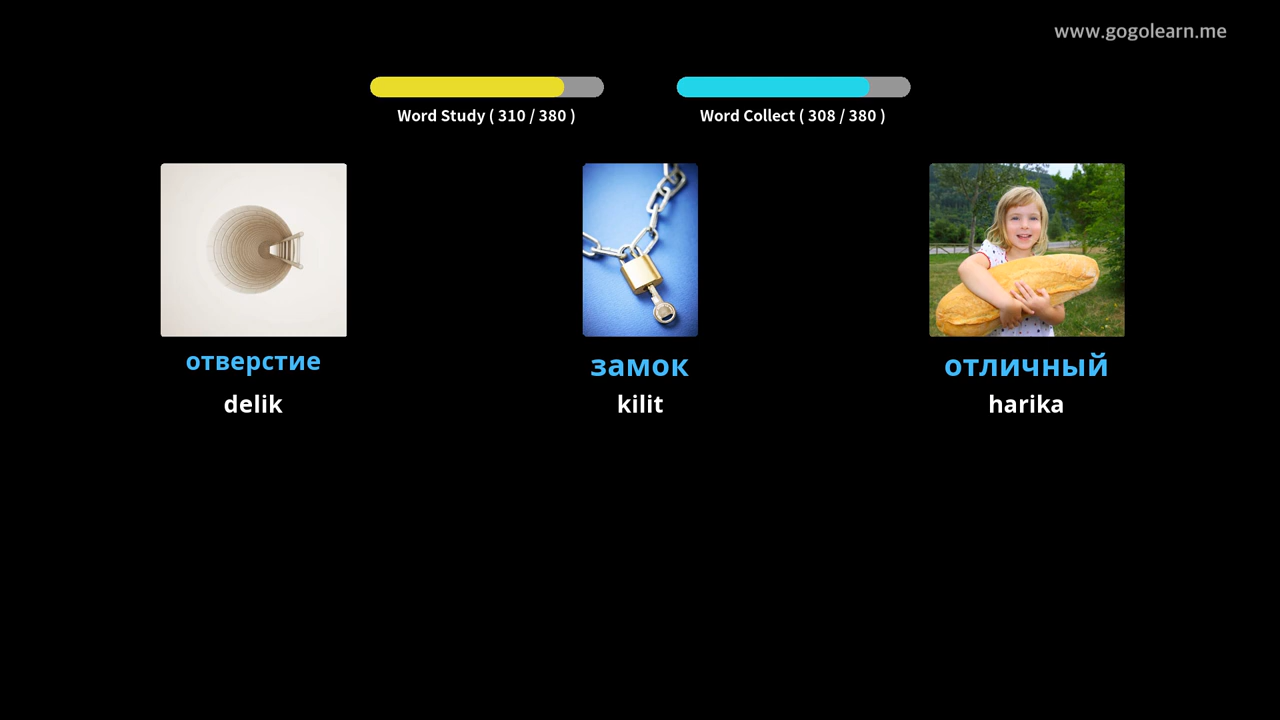 www.gogolearn.me
Word Study ( 310 / 380 )
Word Collect ( 308 / 380 )
отверстие
замок
отличный
delik
kilit
harika